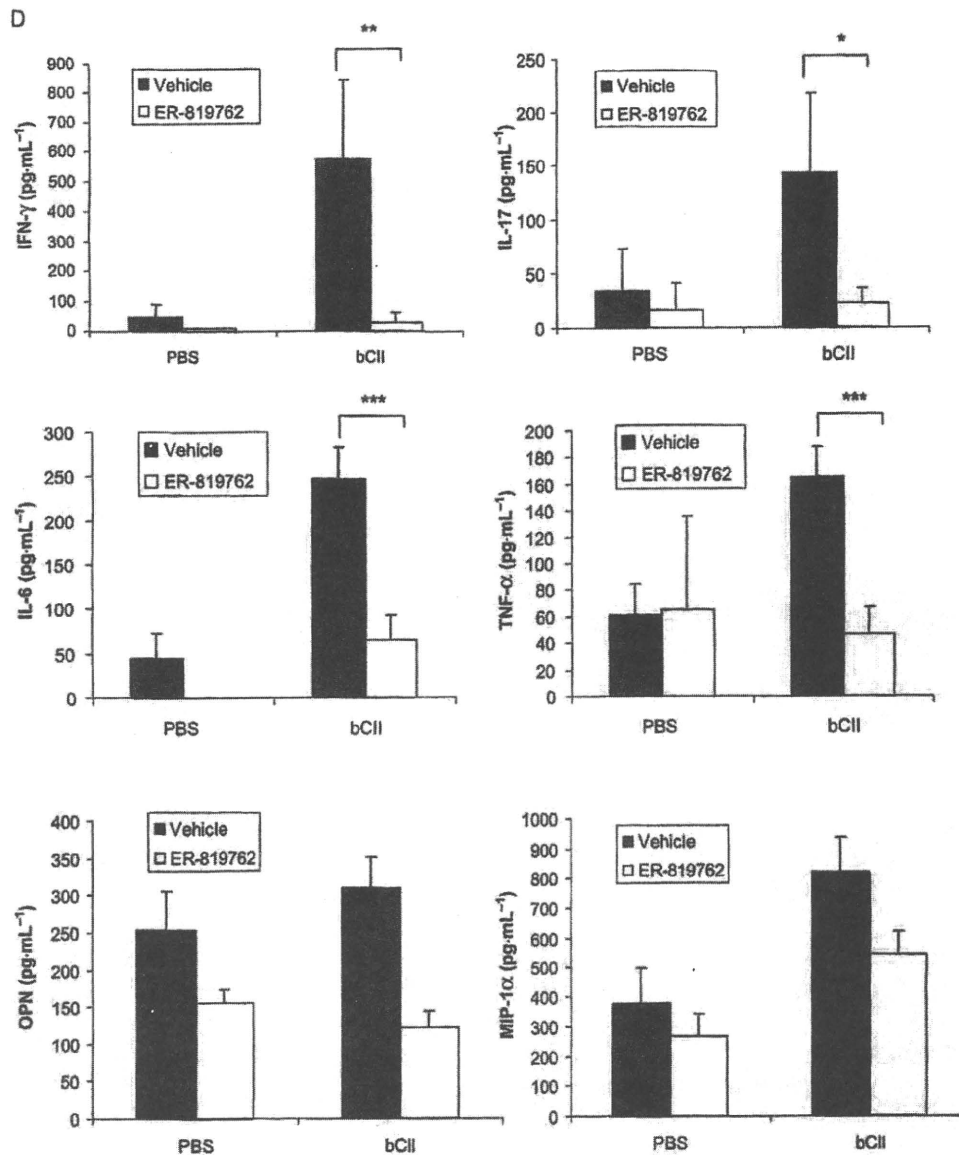 D
**
900
800
700
600
500
400
300
200
100
0
IFN-γ (pg·mL⁻¹)
Vehicle
ER-819762
PBS
bCII
*
250
200
150
100
50
0
IL-17 (pg·mL⁻¹)
Vehicle
ER-819762
PBS
bCII
***
300
250
200
150
100
50
0
IL-6 (pg·mL⁻¹)
Vehicle
ER-819762
PBS
bCII
***
200
180
160
140
120
100
80
60
40
20
0
TNF-α (pg·mL⁻¹)
Vehicle
ER-819762
PBS
bCII
400
350
300
250
200
150
100
50
0
OPN (pg·mL⁻¹)
Vehicle
ER-819762
PBS
bCII
1000
900
800
700
600
500
400
300
200
100
0
MIP-1α (pg·mL⁻¹)
Vehicle
ER-819762
PBS
bCII